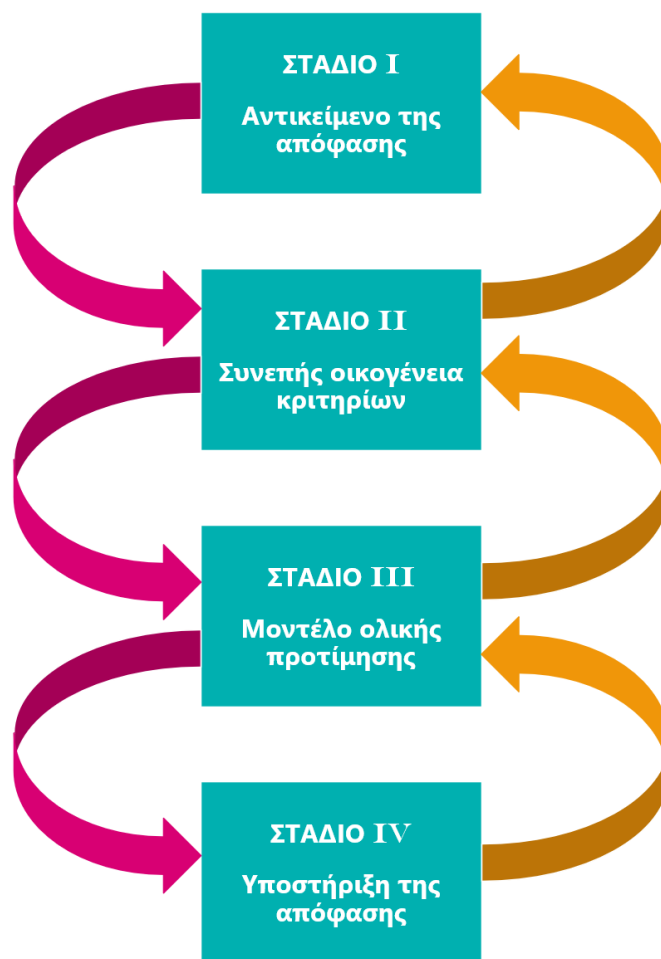 ΣΤΑΔΙΟ I
Αντικείμενο της
απόφασης
ΣΤΑΔΙΟ II
Συνεπής οικογένεια
κριτηρίων
ΣΤΑΔΙΟ III
Μοντέλο ολικής
προτίμησης
ΣΤΑΔΙΟ IV
Υποστήριξη της
απόφασης